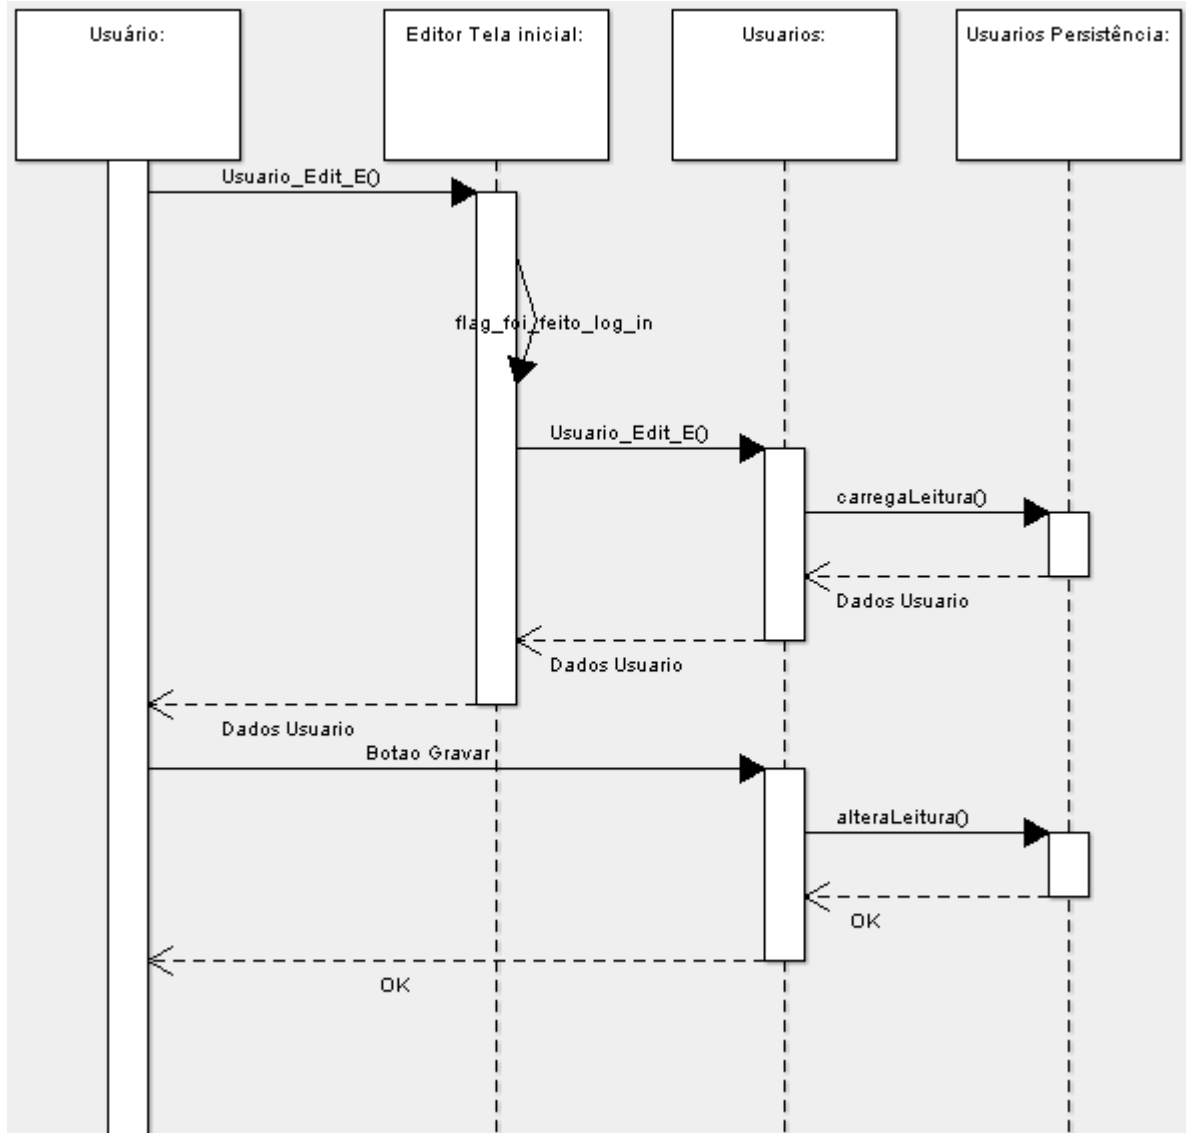 Usuário:
Editor Tela inicial:
Usuarios:
Usuarios Persistência:
Usuario_Edit_E()
flag_foi_feito_log_in
Usuario_Edit_E()
carregaLeitura()
Dados Usuario
Dados Usuario
Dados Usuario
Botao Gravar
alteraLeitura()
OK
OK